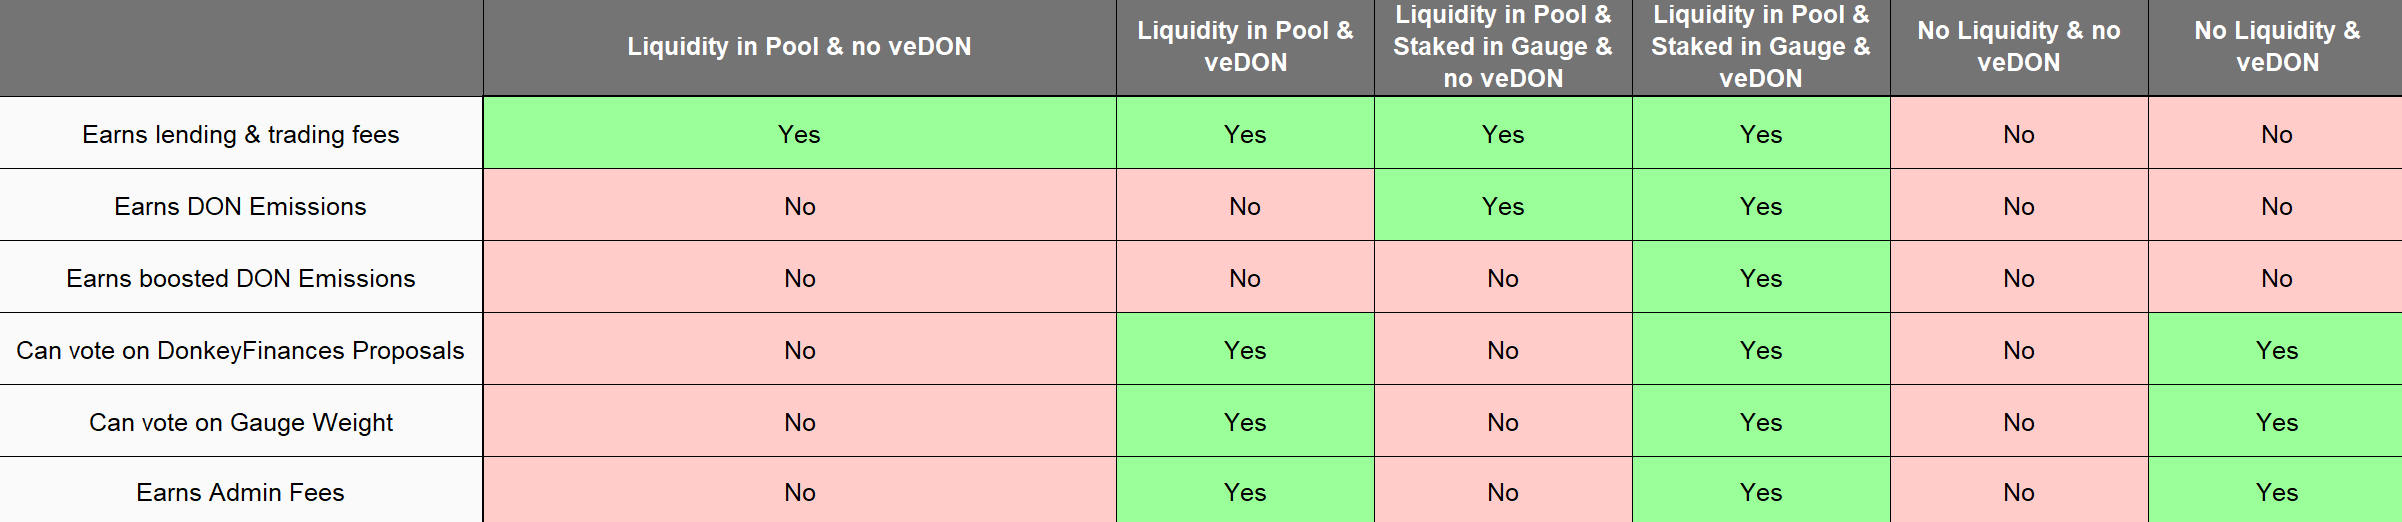 Liquidity in Pool & no veDON
Liquidity in Pool &
veDON
Liquidity in Pool &
Staked in Gauge &
no veDON
Liquidity in Pool &
Staked in Gauge &
veDON
No Liquidity & no
veDON
No Liquidity &
veDON
Earns lending & trading fees Yes Yes Yes Yes No No
Earns DON Emissions No No Yes Yes No No
Earns boosted DON Emissions No No No Yes No No
Can vote on DonkeyFinances Proposals No Yes No Yes No Yes
Can vote on Gauge Weight No Yes No Yes No Yes
Earns Admin Fees No Yes No Yes No Yes